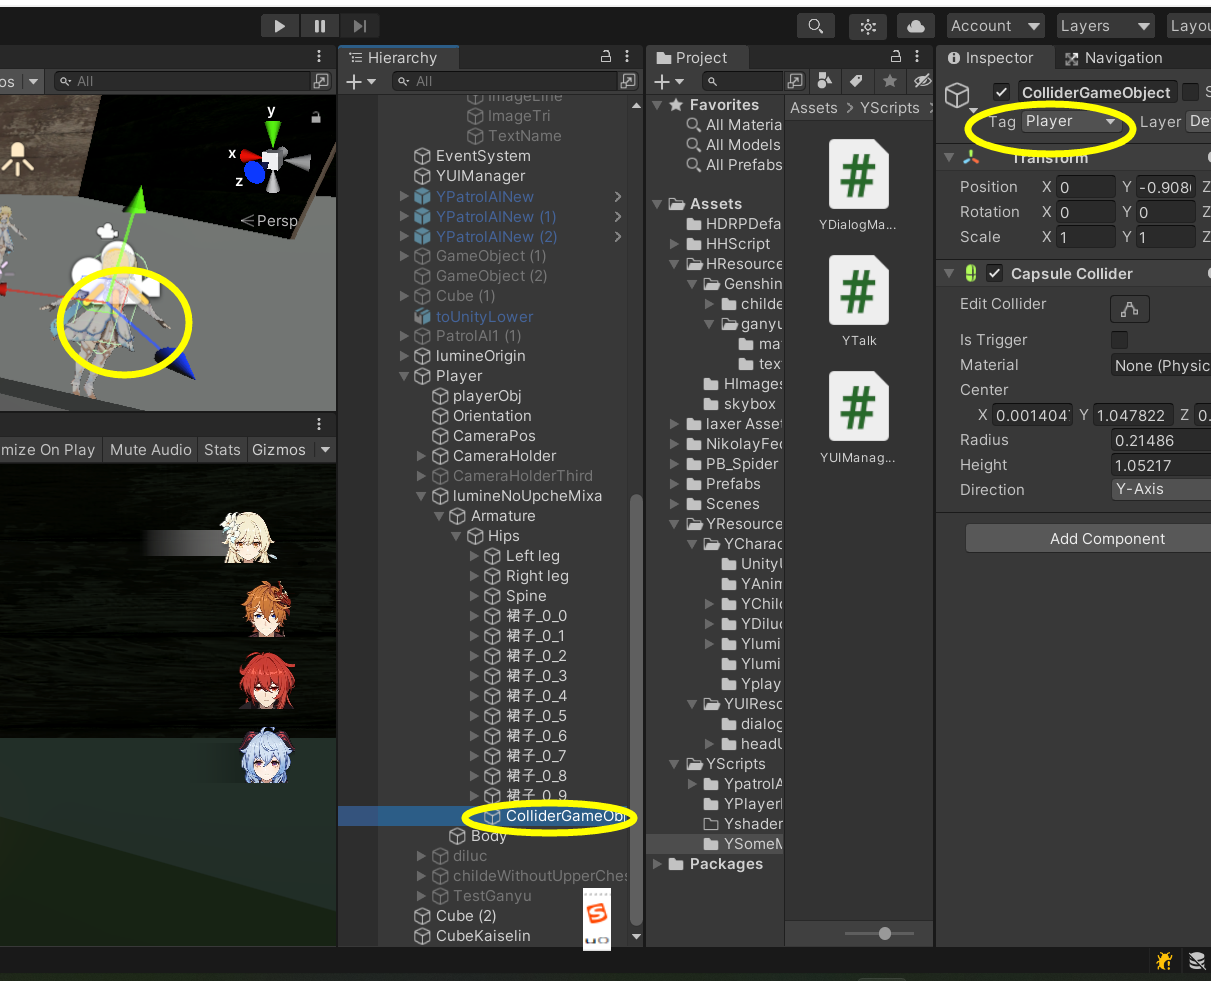 Account
Layers
Layou
os
All
y
x
z
Persp
mize On Play
Mute Audio
Stats
Gizmos
Hierarchy
All
ImageLine
ImageTri
TextName
EventSystem
YUIManager
YPatrolAINew
YPatrolAINew (1)
YPatrolAINew (2)
GameObject (1)
GameObject (2)
Cube (1)
toUnityLower
PatrolAI1 (1)
lumineOrigin
Player
playerObj
Orientation
CameraPos
CameraHolder
CameraHolderThird
lumineNoUpcheMixa
Armature
Hips
Left leg
Right leg
Spine
裙子_0_0
裙子_0_1
裙子_0_2
裙子_0_3
裙子_0_4
裙子_0_5
裙子_0_6
裙子_0_7
裙子_0_8
裙子_0_9
ColliderGameObj
Body
diluc
childeWithoutUpperChes
TestGanyu
Cube (2)
CubeKaiselin
Project
Favorites
All Materia
All Models
All Prefabs
Assets
HDRPDefa
HHScript
HResource
Genshin
childe
ganyu
ma
tex
HImages
skybox
laxer Asset
NikolayFed
PB_Spider
Prefabs
Scenes
YResource
YCharac
UnityU
YAnim
YChil
YDiluc
Ylumi
Ylumi
Yplay
YUIReso
dialog
headU
YScripts
YpatrolA
YPlayer
Yshader
YSomeM
Packages
Assets > YScripts >
#
YDialogMa...
#
YTalk
#
YUIManag...
Inspector
Navigation
ColliderGameObject
S
Tag Player
Layer De
Transform
Position X 0 Y -0.908 Z
Rotation X 0 Y 0 Z
Scale X 1 Y 1 Z
Capsule Collider
Edit Collider
Is Trigger
Material None (Physic
Center
X 0.001404 Y 1.047822 Z 0.
Radius 0.21486
Height 1.05217
Direction Y-Axis
Add Component